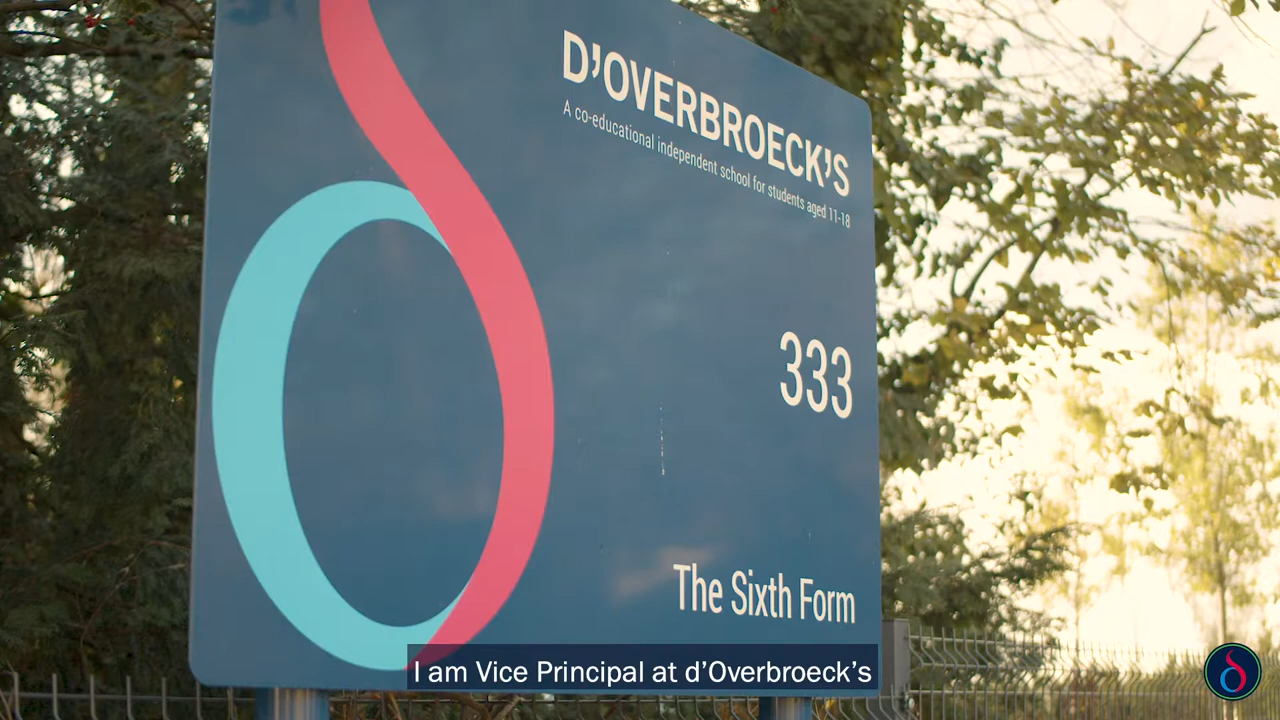 D'OVERBROECK'S
A co-educational independent school for students aged 11-18
333
The Sixth Form
I am Vice Principal at d'Overbroeck's